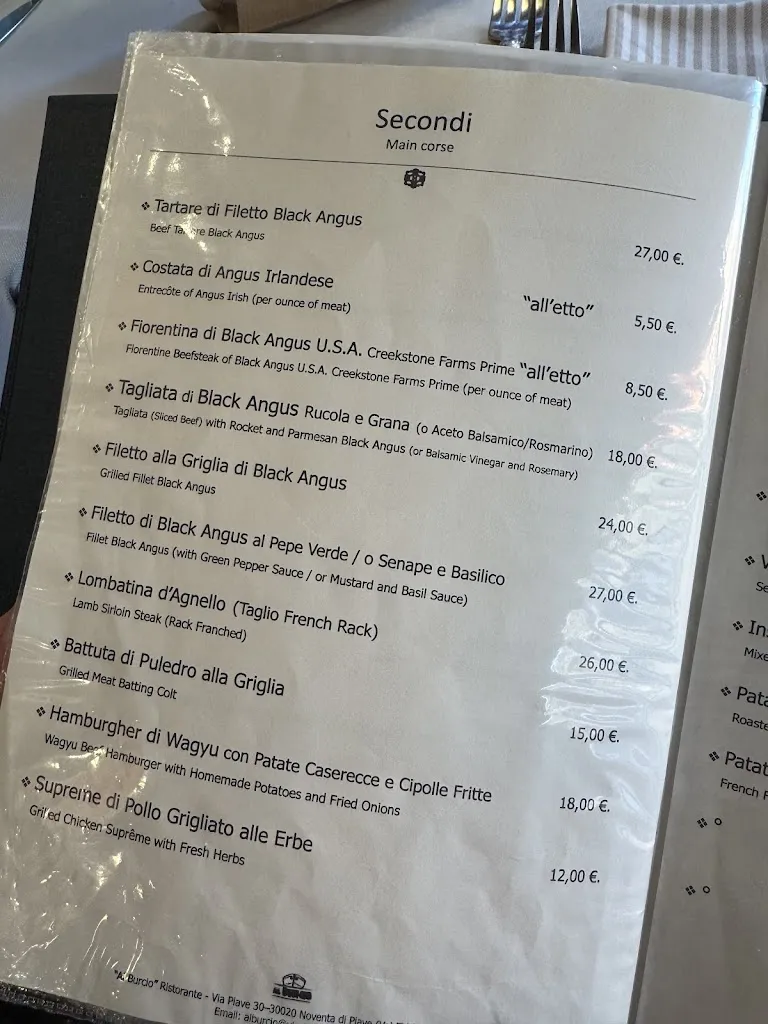 Secondi
Main corse
Tartare di Filetto Black Angus
Beef Tartare Black Angus
27,00 €.
Costata di Angus Irlandese "all'etto" 5,50 €.
Entrecôte of Angus Irish (per ounce of meat)
Fiorentina di Black Angus U.S.A. Creekstone Farms Prime "all'etto" 8,50 €.
Fiorentine Beefsteak of Black Angus U.S.A. Creekstone Farms Prime (per ounce of meat)
Tagliata di Black Angus Rucola e Grana (o Aceto Balsamico/Rosmarino) 18,00 €.
Tagliata (Sliced Beef) with Rocket and Parmesan Black Angus (or Balsamic Vinegar and Rosemary)
Filetto alla Griglia di Black Angus
Grilled Fillet Black Angus
24,00 €.
Filetto di Black Angus al Pepe Verde / o Senape e Basilico
Fillet Black Angus (with Green Pepper Sauce / or Mustard and Basil Sauce)
27,00 €.
Lombatina d'Agnello (Taglio French Rack)
Lamb Sirloin Steak (Rack Franched)
26,00 €.
Battuta di Puledro alla Griglia
Grilled Meat Batting Colt
15,00 €.
Hamburgher di Wagyu con Patate Caserecce e Cipolle Fritte
Wagyu Beef Hamburger with Homemade Potatoes and Fried Onions
18,00 €.
Supreme di Pollo Grigliato alle Erbe
Grilled Chicken Suprême with Fresh Herbs
12,00 €.
"Al Burcio" Ristorante - Via Piave 30-30020 Noventa di Piave
Email:
V
Se
In
Mixe
Pata
Roaste
Patat
French F